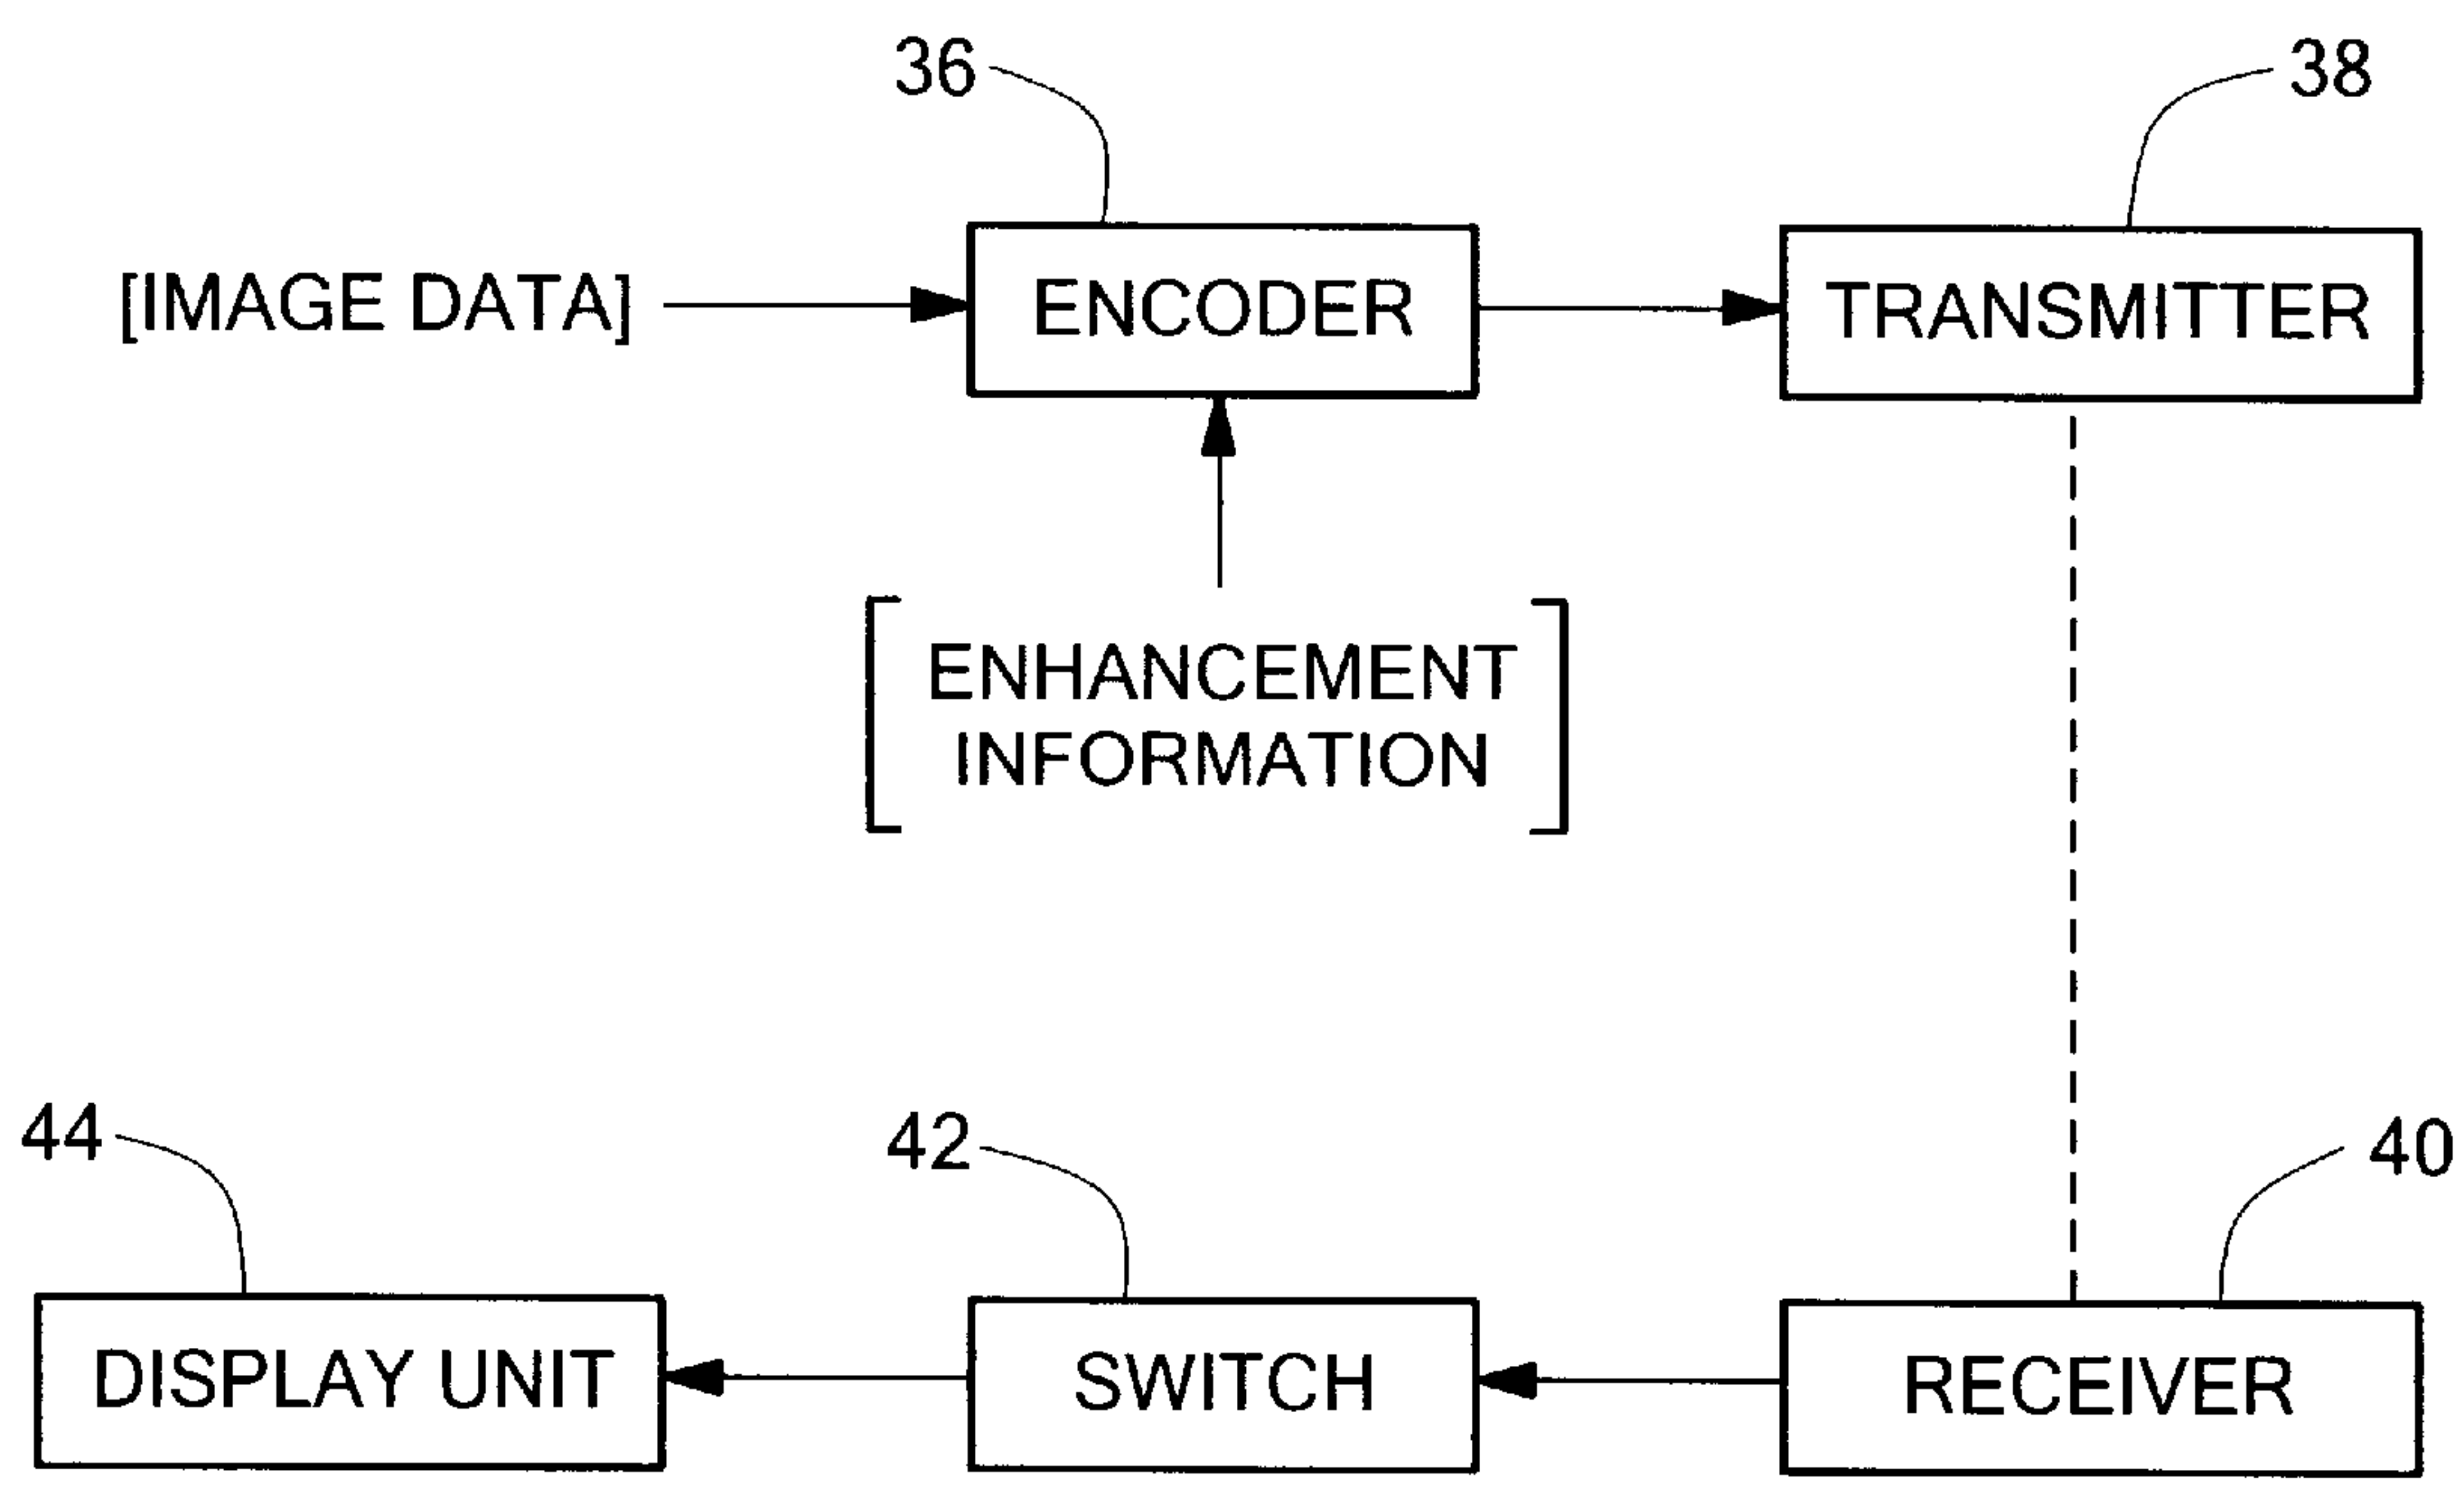 36
38
[IMAGE DATA]
ENCODER
TRANSMITTER
ENHANCEMENT
INFORMATION
44
42
40
DISPLAY UNIT
SWITCH
RECEIVER